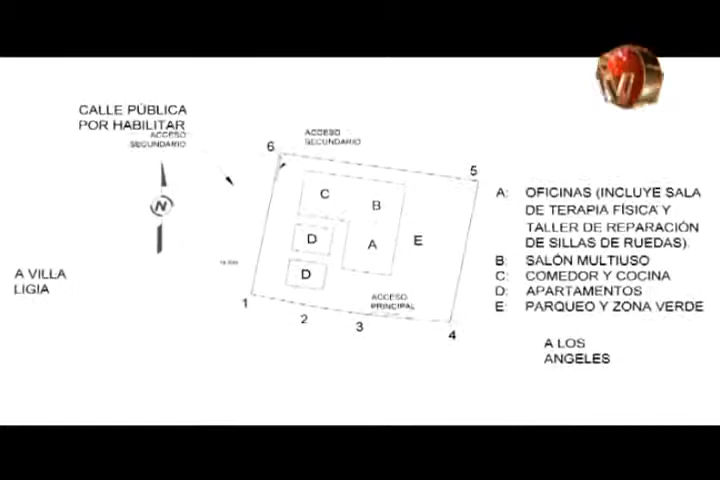 CALLE PÚBLICA
POR HABILITAR
ACCESO
SECUNDARIO
ACCESO
SECUNDARIO
6
5
N
C
B
D
A
E
D
A VILLA
LIGIA
1
2
3
4
ACCESO
PRINCIPAL
A: OFICINAS (INCLUYE SALA
DE TERAPIA FÍSICA Y
TALLER DE REPARACIÓN
DE SILLAS DE RUEDAS).
B: SALÓN MULTIUSO
C: COMEDOR Y COCINA
D: APARTAMENTOS
E: PARQUEO Y ZONA VERDE
A LOS
ANGELES